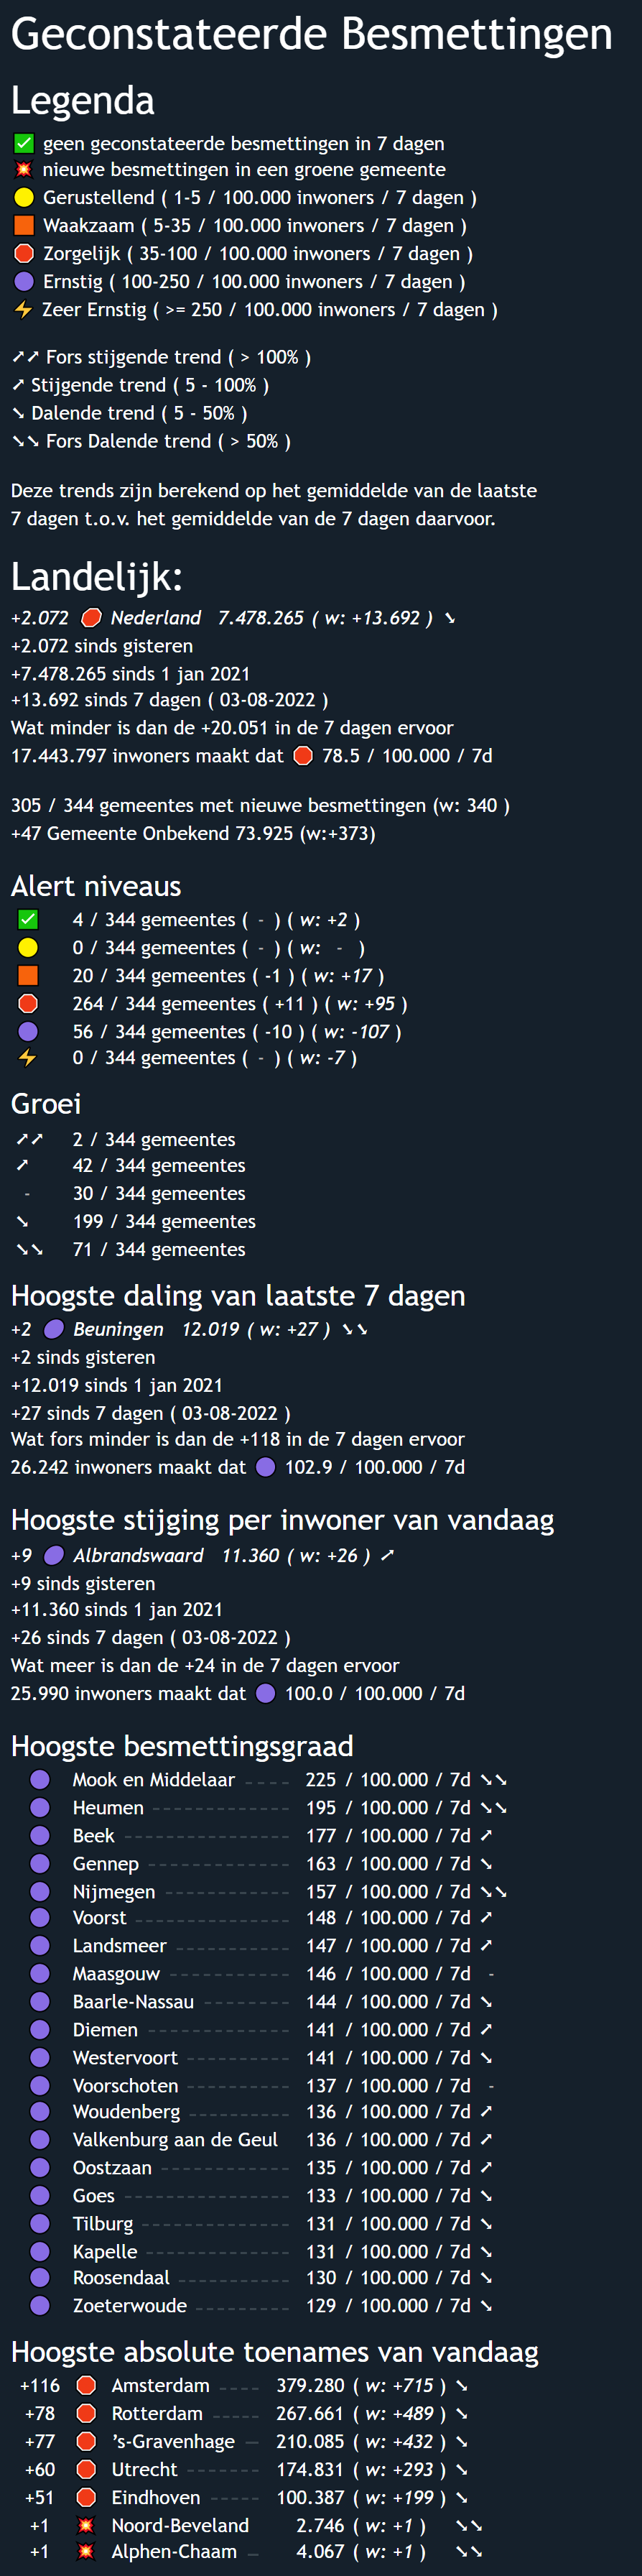 Geconstateerde Besmettingen
Legenda
✅ geen geconstateerde besmettingen in 7 dagen
💥 nieuwe besmettingen in een groene gemeente
🟡 Gerustellend ( 1-5 / 100.000 inwoners / 7 dagen )
🟧 Waakzaam ( 5-35 / 100.000 inwoners / 7 dagen )
🛑 Zorgelijk ( 35-100 / 100.000 inwoners / 7 dagen )
🟣 Ernstig ( 100-250 / 100.000 inwoners / 7 dagen )
⚡ Zeer Ernstig ( >= 250 / 100.000 inwoners / 7 dagen )
➚➚ Fors stijgende trend ( > 100% )
➚ Stijgende trend ( 5 - 100% )
➘ Dalende trend ( 5 - 50% )
➘➘ Fors Dalende trend ( > 50% )
Deze trends zijn berekend op het gemiddelde van de laatste
7 dagen t.o.v. het gemiddelde van de 7 dagen daarvoor.
Landelijk:
+2.072 🛑 Nederland 7.478.265 ( w: +13.692 ) ➘
+2.072 sinds gisteren
+7.478.265 sinds 1 jan 2021
+13.692 sinds 7 dagen ( 03-08-2022 )
Wat minder is dan de +20.051 in de 7 dagen ervoor
17.443.797 inwoners maakt dat 🛑 78.5 / 100.000 / 7d
305 / 344 gemeentes met nieuwe besmettingen (w: 340 )
+47 Gemeente Onbekend 73.925 (w:+373)
Alert niveaus
✅ 4 / 344 gemeentes ( - ) ( w: +2 )
🟡 0 / 344 gemeentes ( - ) ( w: - )
🟧 20 / 344 gemeentes ( -1 ) ( w: +17 )
🛑 264 / 344 gemeentes ( +11 ) ( w: +95 )
🟣 56 / 344 gemeentes ( -10 ) ( w: -107 )
⚡ 0 / 344 gemeentes ( - ) ( w: -7 )
Groei
➚➚ 2 / 344 gemeentes
➚ 42 / 344 gemeentes
- 30 / 344 gemeentes
➘ 199 / 344 gemeentes
➘➘ 71 / 344 gemeentes
Hoogste daling van laatste 7 dagen
+2 🟣 Beuningen 12.019 ( w: +27 ) ➘➘
+2 sinds gisteren
+12.019 sinds 1 jan 2021
+27 sinds 7 dagen ( 03-08-2022 )
Wat fors minder is dan de +118 in de 7 dagen ervoor
26.242 inwoners maakt dat 🟣 102.9 / 100.000 / 7d
Hoogste stijging per inwoner van vandaag
+9 🟣 Albrandswaard 11.360 ( w: +26 ) ➚
+9 sinds gisteren
+11.360 sinds 1 jan 2021
+26 sinds 7 dagen ( 03-08-2022 )
Wat meer is dan de +24 in de 7 dagen ervoor
25.990 inwoners maakt dat 🟣 100.0 / 100.000 / 7d
Hoogste besmettingsgraad
🟣 Mook en Middelaar ---- 225 / 100.000 / 7d ➘➘
🟣 Heumen ------------- 195 / 100.000 / 7d ➘➘
🟣 Beek ---------------- 177 / 100.000 / 7d ➚
🟣 Gennep ------------- 163 / 100.000 / 7d ➘
🟣 Nijmegen ------------ 157 / 100.000 / 7d ➘➘
🟣 Voorst -------------- 148 / 100.000 / 7d ➚
🟣 Landsmeer ---------- 147 / 100.000 / 7d ➚
🟣 Maasgouw ----------- 146 / 100.000 / 7d -
🟣 Baarle-Nassau -------- 144 / 100.000 / 7d ➘
🟣 Diemen ------------- 141 / 100.000 / 7d ➚
🟣 Westervoort --------- 141 / 100.000 / 7d ➘
🟣 Voorschoten --------- 137 / 100.000 / 7d -
🟣 Woudenberg --------- 136 / 100.000 / 7d ➚
🟣 Valkenburg aan de Geul 136 / 100.000 / 7d ➚
🟣 Oostzaan ------------ 135 / 100.000 / 7d ➚
🟣 Goes ---------------- 133 / 100.000 / 7d ➘
🟣 Tilburg -------------- 131 / 100.000 / 7d ➘
🟣 Kapelle ------------- 131 / 100.000 / 7d ➘
🟣 Roosendaal ---------- 130 / 100.000 / 7d ➘
🟣 Zoeterwoude -------- 129 / 100.000 / 7d ➘
Hoogste absolute toenames van vandaag
+116 🛑 Amsterdam ---- 379.280 ( w: +715 ) ➘
+78 🛑 Rotterdam ----- 267.661 ( w: +489 ) ➘
+77 🛑 's-Gravenhage - 210.085 ( w: +432 ) ➘
+60 🛑 Utrecht ------- 174.831 ( w: +293 ) ➘
+51 🛑 Eindhoven ----- 100.387 ( w: +199 ) ➘
+1 💥 Noord-Beveland 2.746 ( w: +1 ) ➘➘
+1 💥 Alphen-Chaam - 4.067 ( w: +1 ) ➘➘